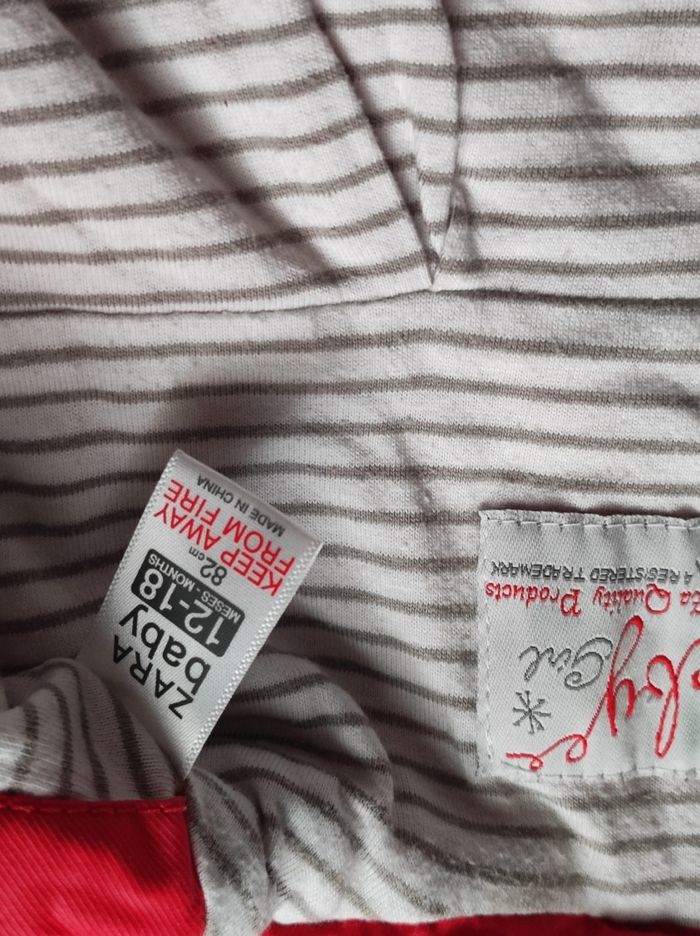 ZARA
baby
12-18
MESES · MONTHS
82 cm
KEEP AWAY
FROM FIRE
MADE IN CHINA
Girl
Quality Products
A REGISTERED TRADEMARK